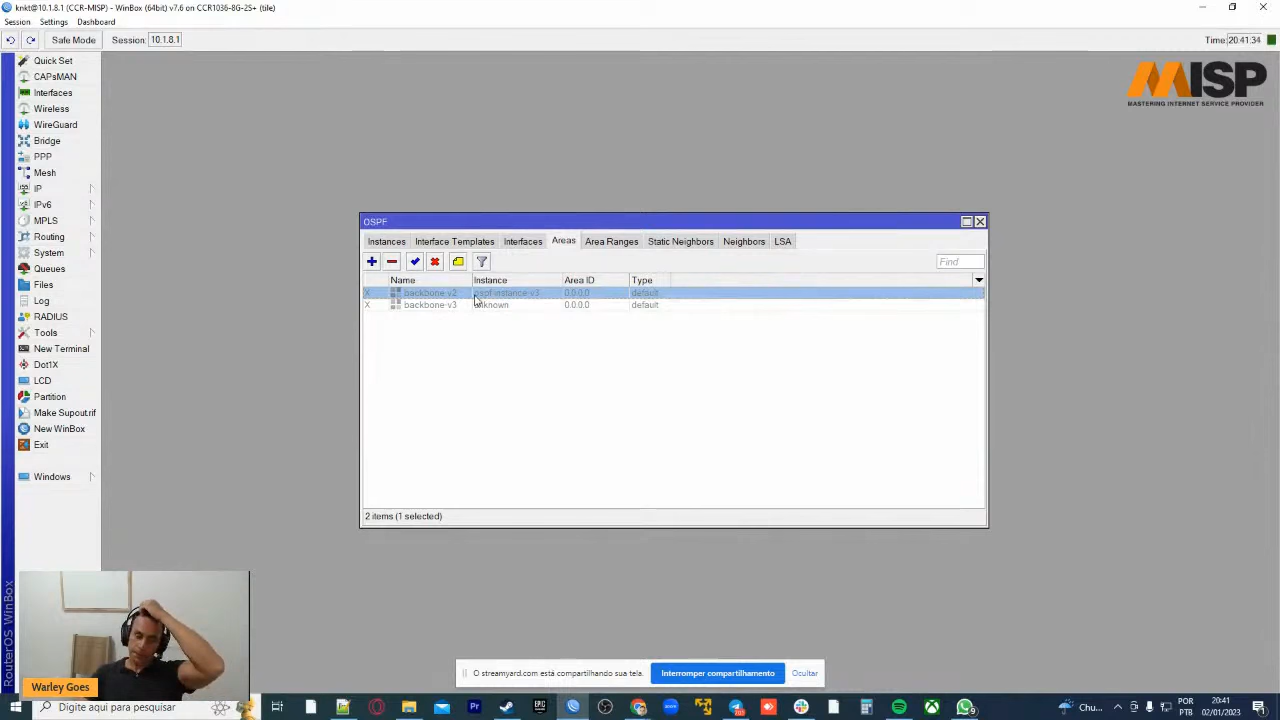 knkt@10.1.8.1 (CCR-MISP) - WinBox (64bit) v7.6 on CCR1036-8G-2S+ (tile)
Session Settings Dashboard
Safe Mode Session: 10.1.8.1 Time: 20:41:34
Quick Set
CAPsMAN
Interfaces
Wireless
WireGuard
Bridge
PPP
Mesh
IP
IPv6
MPLS
Routing
System
Queues
Files
Log
RADIUS
Tools
New Terminal
Dot1X
LCD
Partition
Make Supout.rif
New WinBox
Exit
Windows
RouterOS WinBox
MISP
MASTERING INTERNET SERVICE PROVIDER
OSPF
Instances Interface Templates Interfaces Areas Area Ranges Static Neighbors Neighbors LSA
Find
Name Instance Area ID Type
X backbone-v2 ospf-instance-v3 0.0.0.0 default
X backbone-v3 unknown 0.0.0.0 default
2 items (1 selected)
Warley Goes
O streamyard.com está compartilhando sua tela. Interromper compartilhamento Ocultar
Digite aqui para pesquisar
Chu... POR 20:41
PTB 02/01/2023